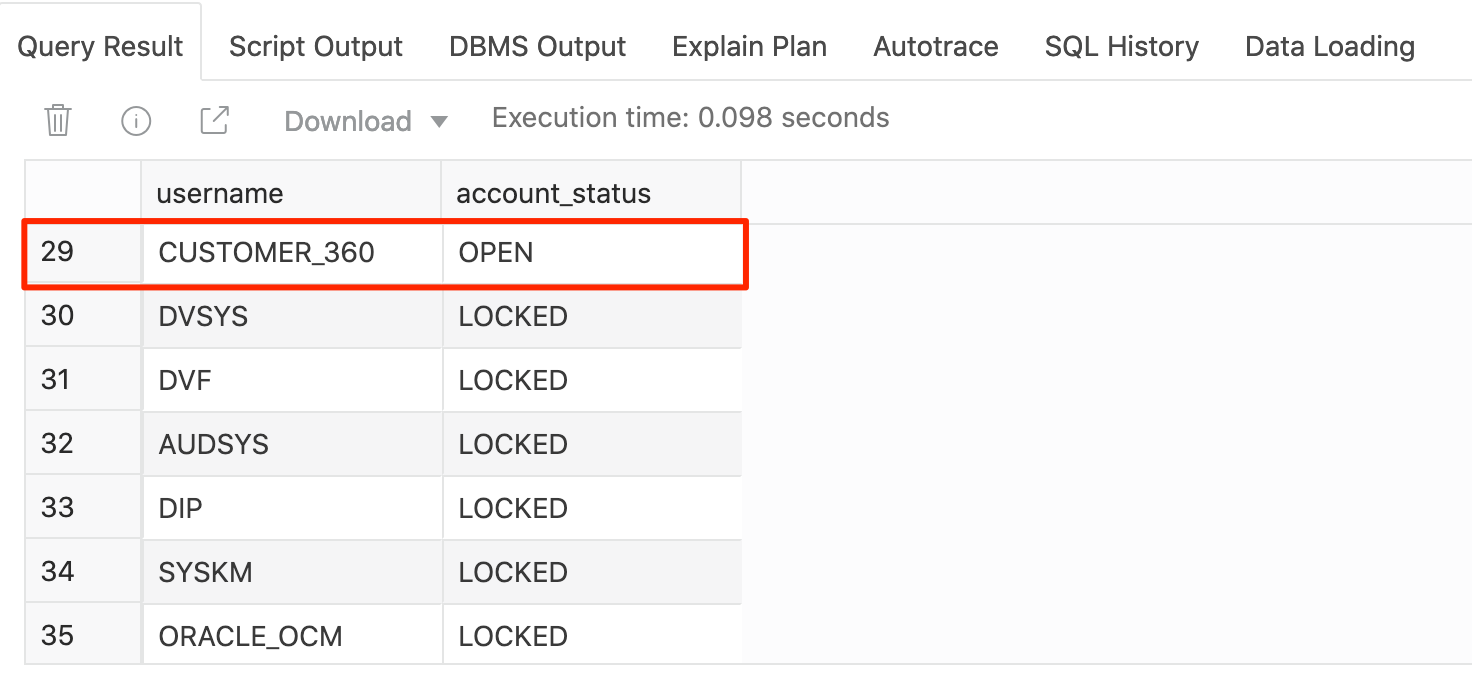 Query Result Script Output DBMS Output Explain Plan Autotrace SQL History Data Loading
Download Execution time: 0.098 seconds
username account_status
29 CUSTOMER_360 OPEN
30 DVSYS LOCKED
31 DVF LOCKED
32 AUDSYS LOCKED
33 DIP LOCKED
34 SYSKM LOCKED
35 ORACLE_OCM LOCKED